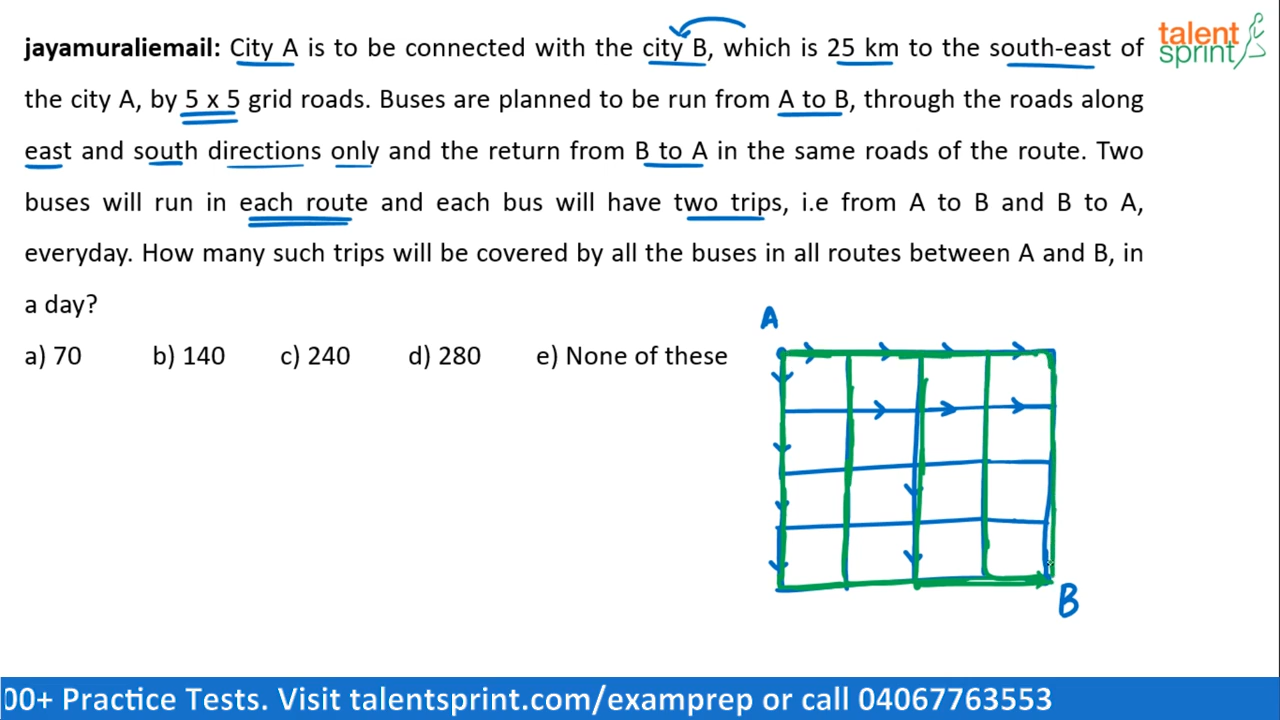 jayamuraliemail: City A is to be connected with the city B, which is 25 km to the south-east of
the city A, by 5 x 5 grid roads. Buses are planned to be run from A to B, through the roads along
east and south directions only and the return from B to A in the same roads of the route. Two
buses will run in each route and each bus will have two trips, i.e from A to B and B to A,
everyday. How many such trips will be covered by all the buses in all routes between A and B, in
a day?
a) 70 b) 140 c) 240 d) 280 e) None of these
talent
sprint
A
B
00+ Practice Tests. Visit talentsprint.com/examprep or call 04067763553